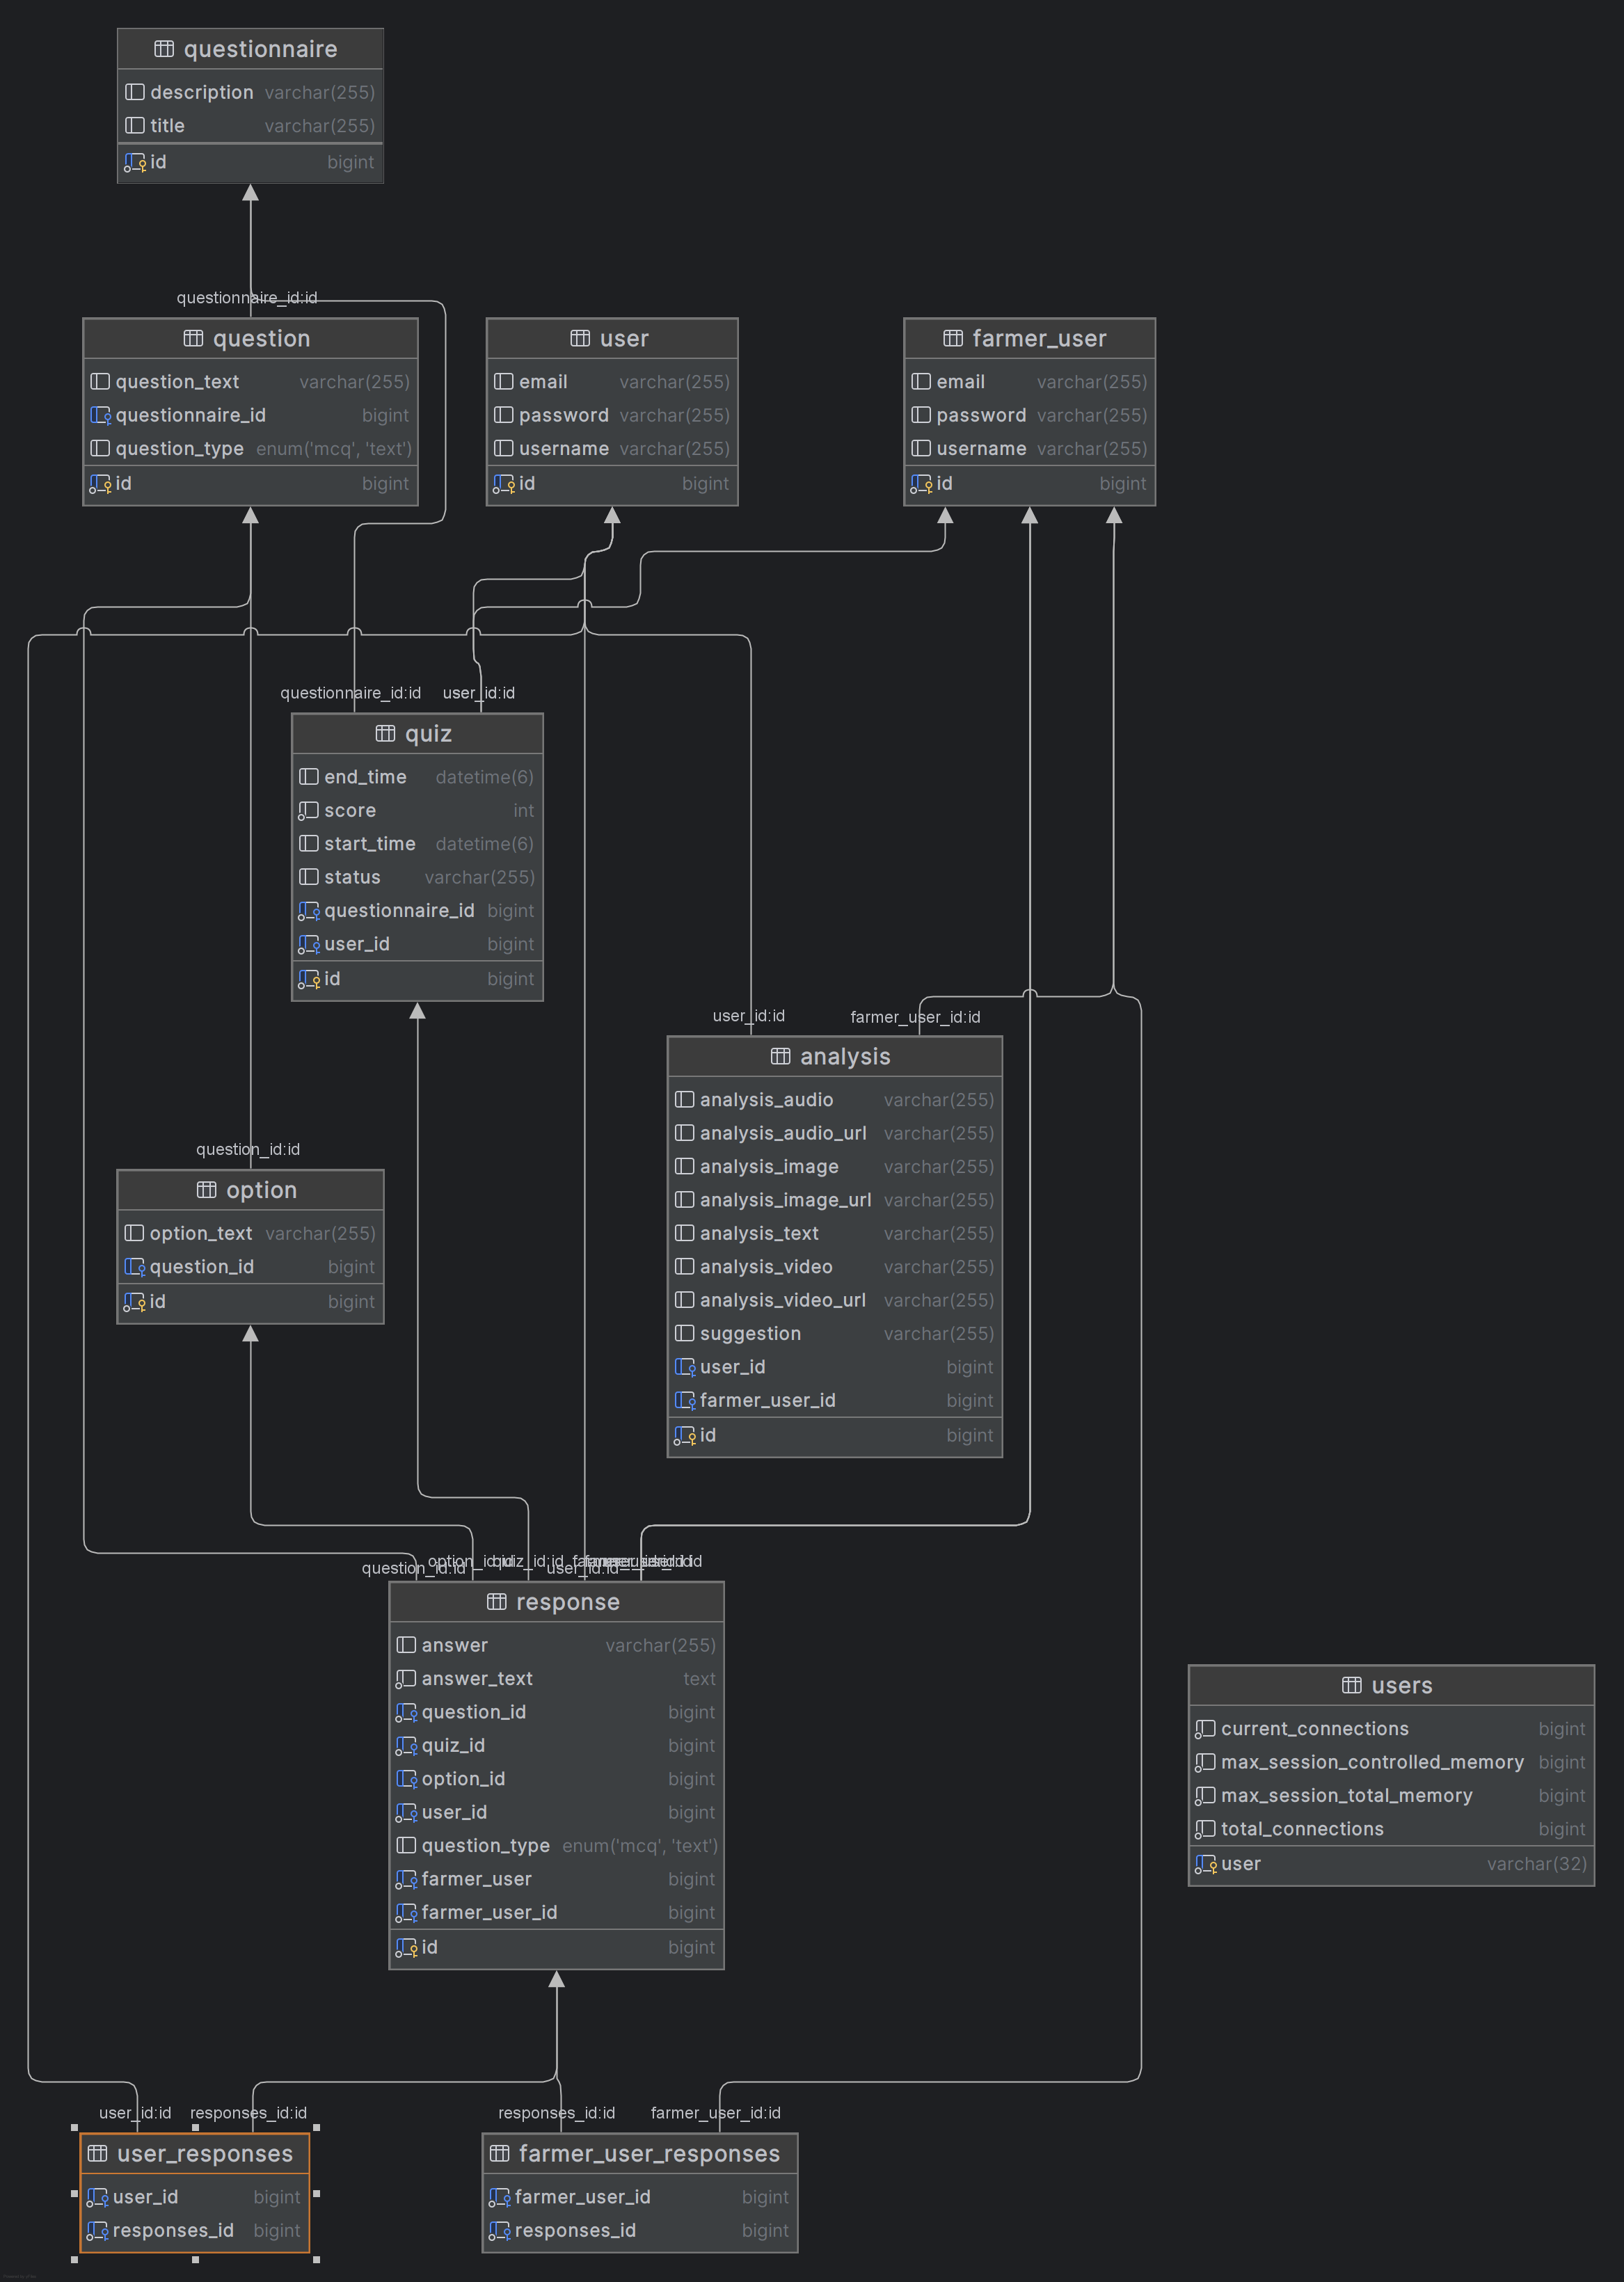 questionnaire
description varchar(255)
title varchar(255)
id bigint
questionnaire_id:id
question
question_text varchar(255)
questionnaire_id bigint
question_type enum('mcq', 'text')
id bigint
user
email varchar(255)
password varchar(255)
username varchar(255)
id bigint
farmer_user
email varchar(255)
password varchar(255)
username varchar(255)
id bigint
questionnaire_id:id
user_id:id
quiz
end_time datetime(6)
score int
start_time datetime(6)
status varchar(255)
questionnaire_id bigint
user_id bigint
id bigint
user_id:id
farmer_user_id:id
analysis
analysis_audio varchar(255)
analysis_audio_url varchar(255)
analysis_image varchar(255)
analysis_image_url varchar(255)
analysis_text varchar(255)
analysis_video varchar(255)
analysis_video_url varchar(255)
suggestion varchar(255)
user_id bigint
farmer_user_id bigint
id bigint
question_id:id
option
option_text varchar(255)
question_id bigint
id bigint
question_id:id
option_id:id
quiz_id:id
user_id:id
response
answer varchar(255)
answer_text text
question_id bigint
quiz_id bigint
option_id bigint
user_id bigint
question_type enum('mcq', 'text')
farmer_user bigint
farmer_user_id bigint
id bigint
users
current_connections bigint
max_session_controlled_memory bigint
max_session_total_memory bigint
total_connections bigint
user varchar(32)
user_id:id
responses_id:id
user_responses
user_id bigint
responses_id bigint
responses_id:id
farmer_user_id:id
farmer_user_responses
farmer_user_id bigint
responses_id bigint